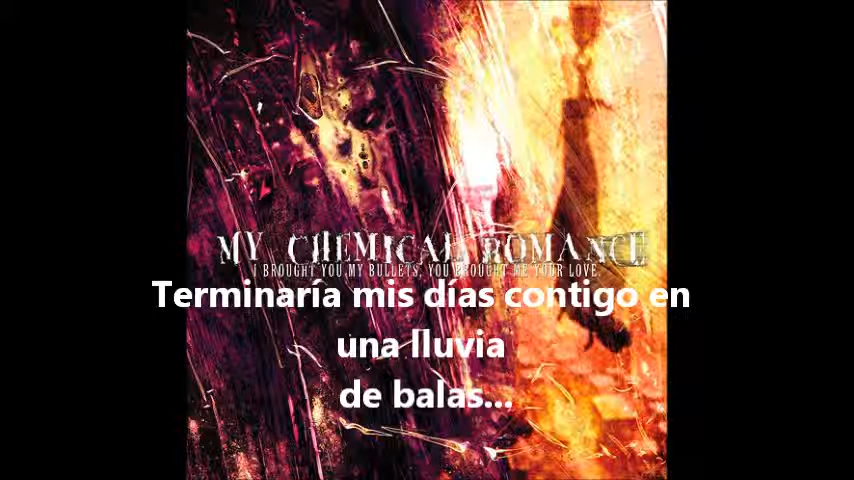 MY CHEMICAL ROMANCE
I BROUGHT YOU MY BULLETS, YOU BROUGHT ME YOUR LOVE
Terminaría mis días contigo en
una lluvia
de balas...